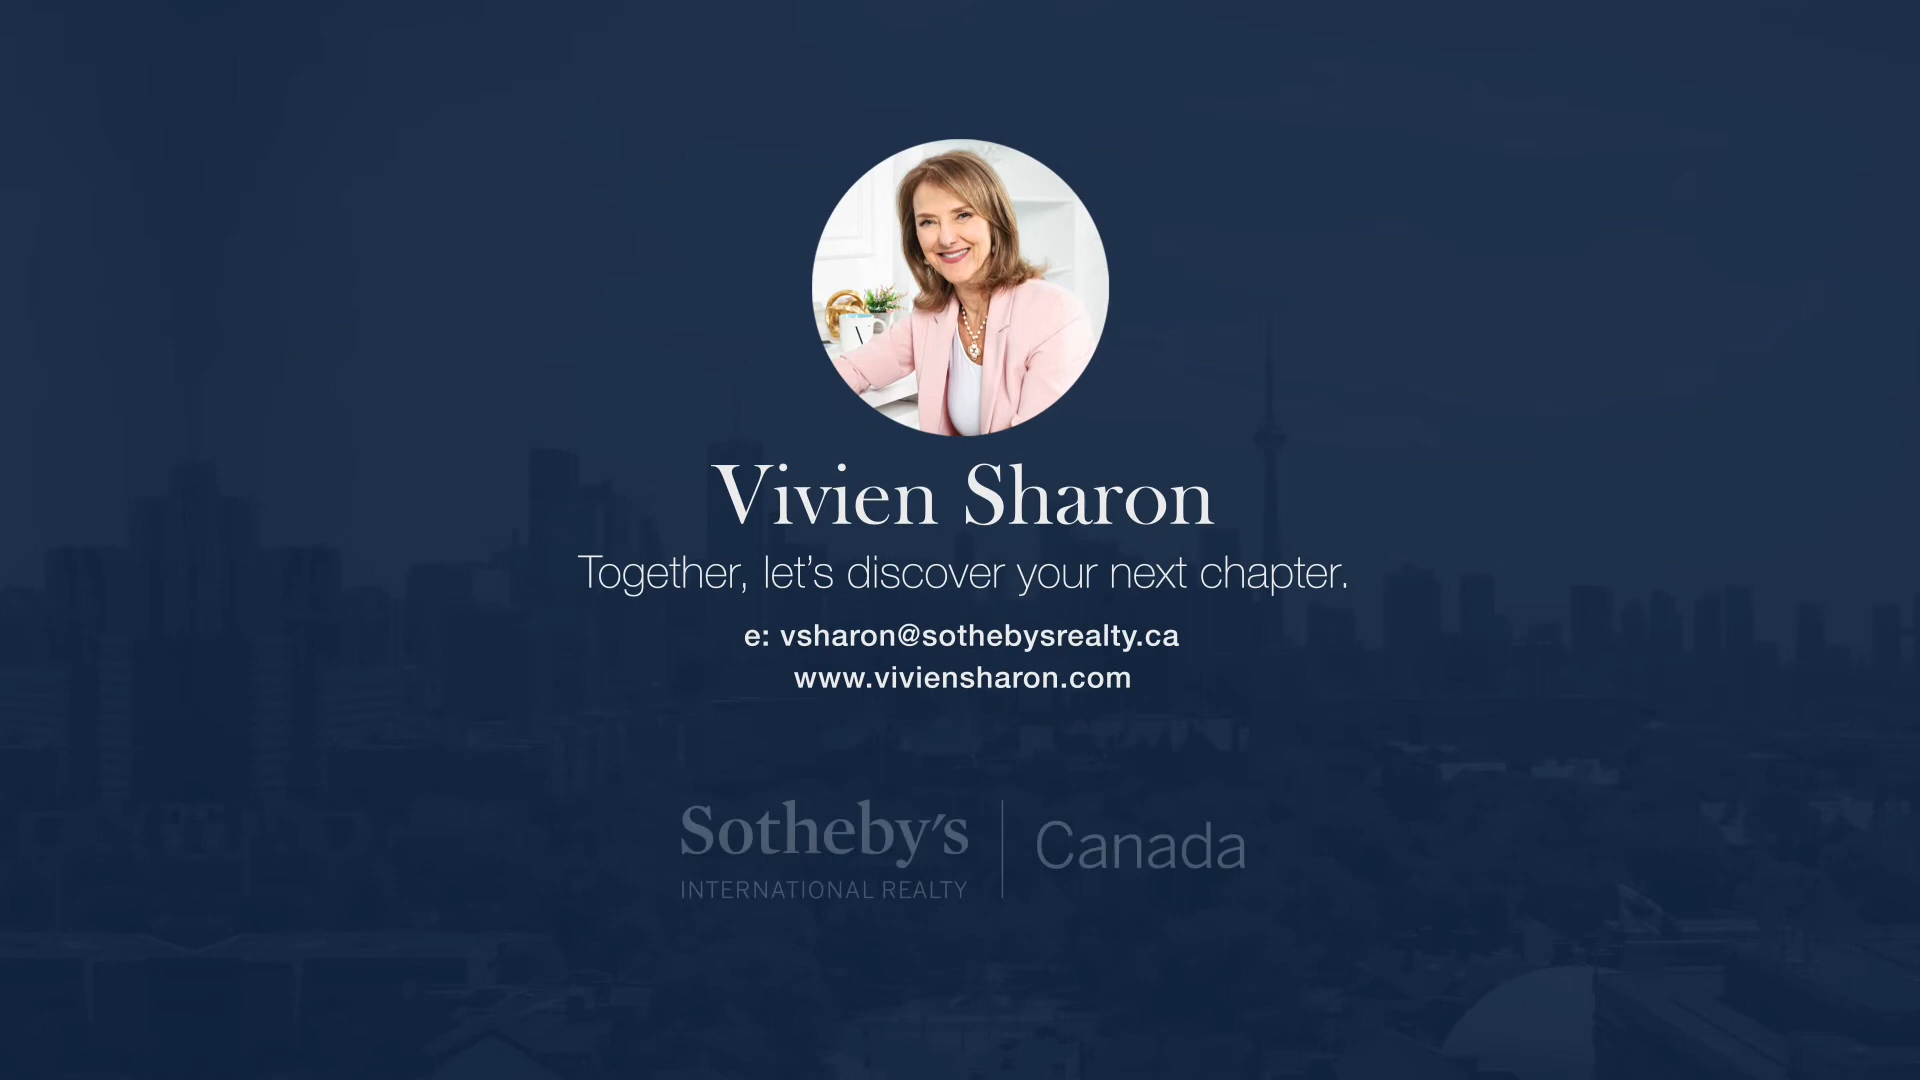 Vivien Sharon
Together, let’s discover your next chapter.
e: vsharon@sothebysrealty.ca
www.viviensharon.com
Sotheby's
INTERNATIONAL REALTY
Canada